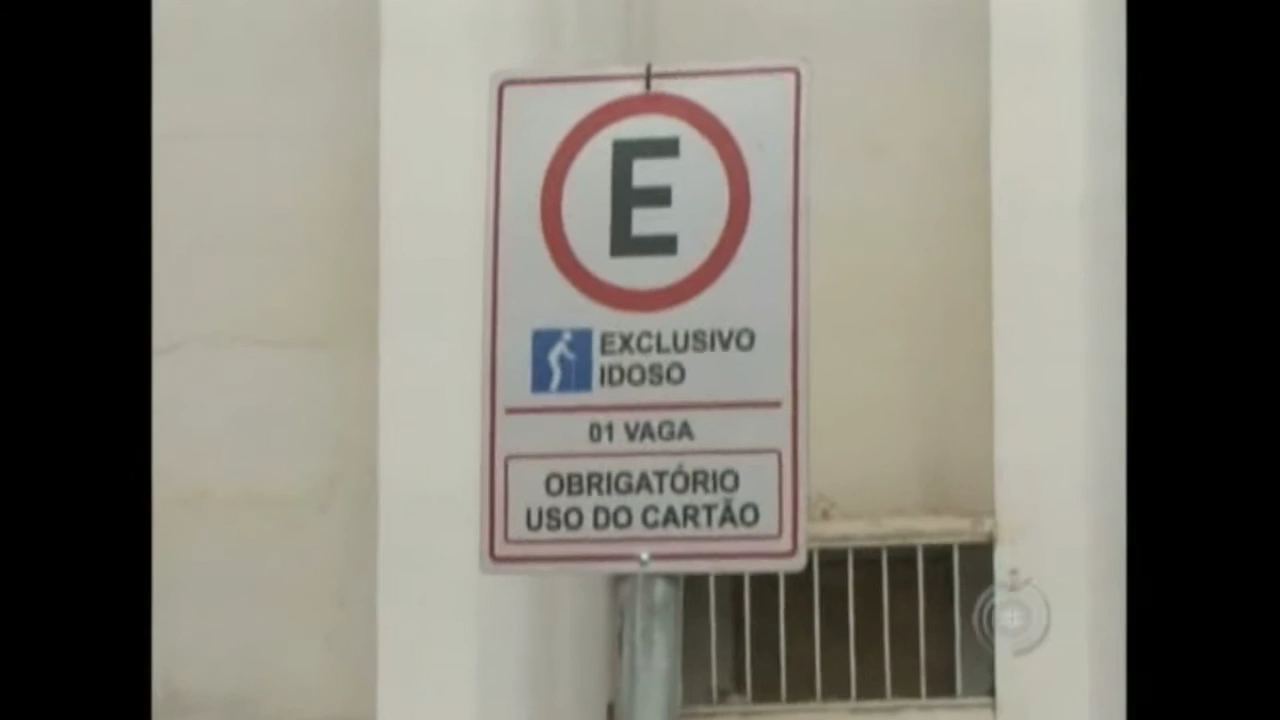 E
EXCLUSIVO
IDOSO
01 VAGA
OBRIGATÓRIO
USO DO CARTÃO